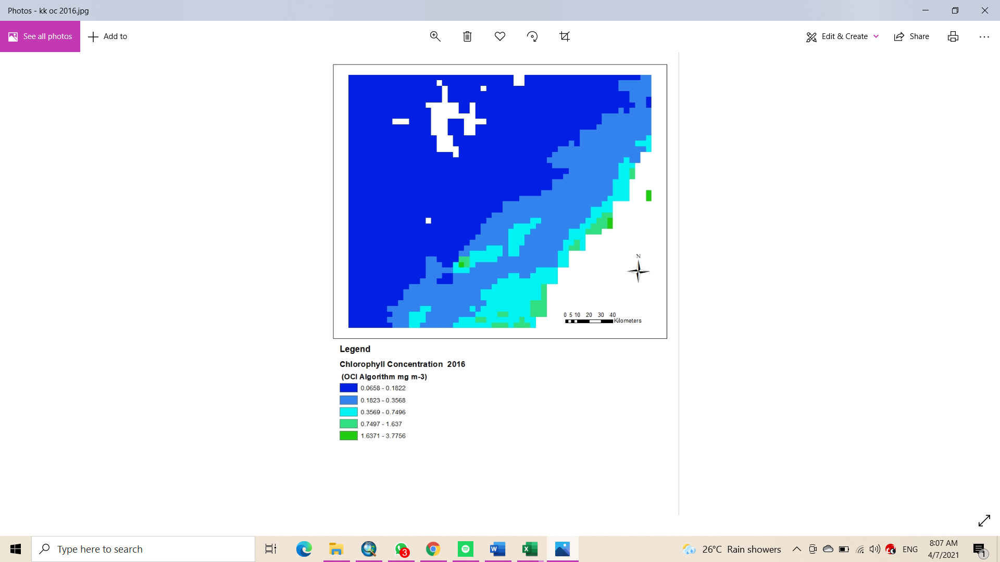 Photos - kk oc 2016.jpg
See all photos
Add to
Edit & Create
Share
N
0 5 10 20 30 40
Kilometers
Legend
Chlorophyll Concentration 2016
(OCI Algorithm mg m-3)
0.0658 - 0.1822
0.1823 - 0.3568
0.3569 - 0.7496
0.7497 - 1.637
1.6371 - 3.7756
Type here to search
3
26°C Rain showers
ENG
8:07 AM
4/7/2021
1